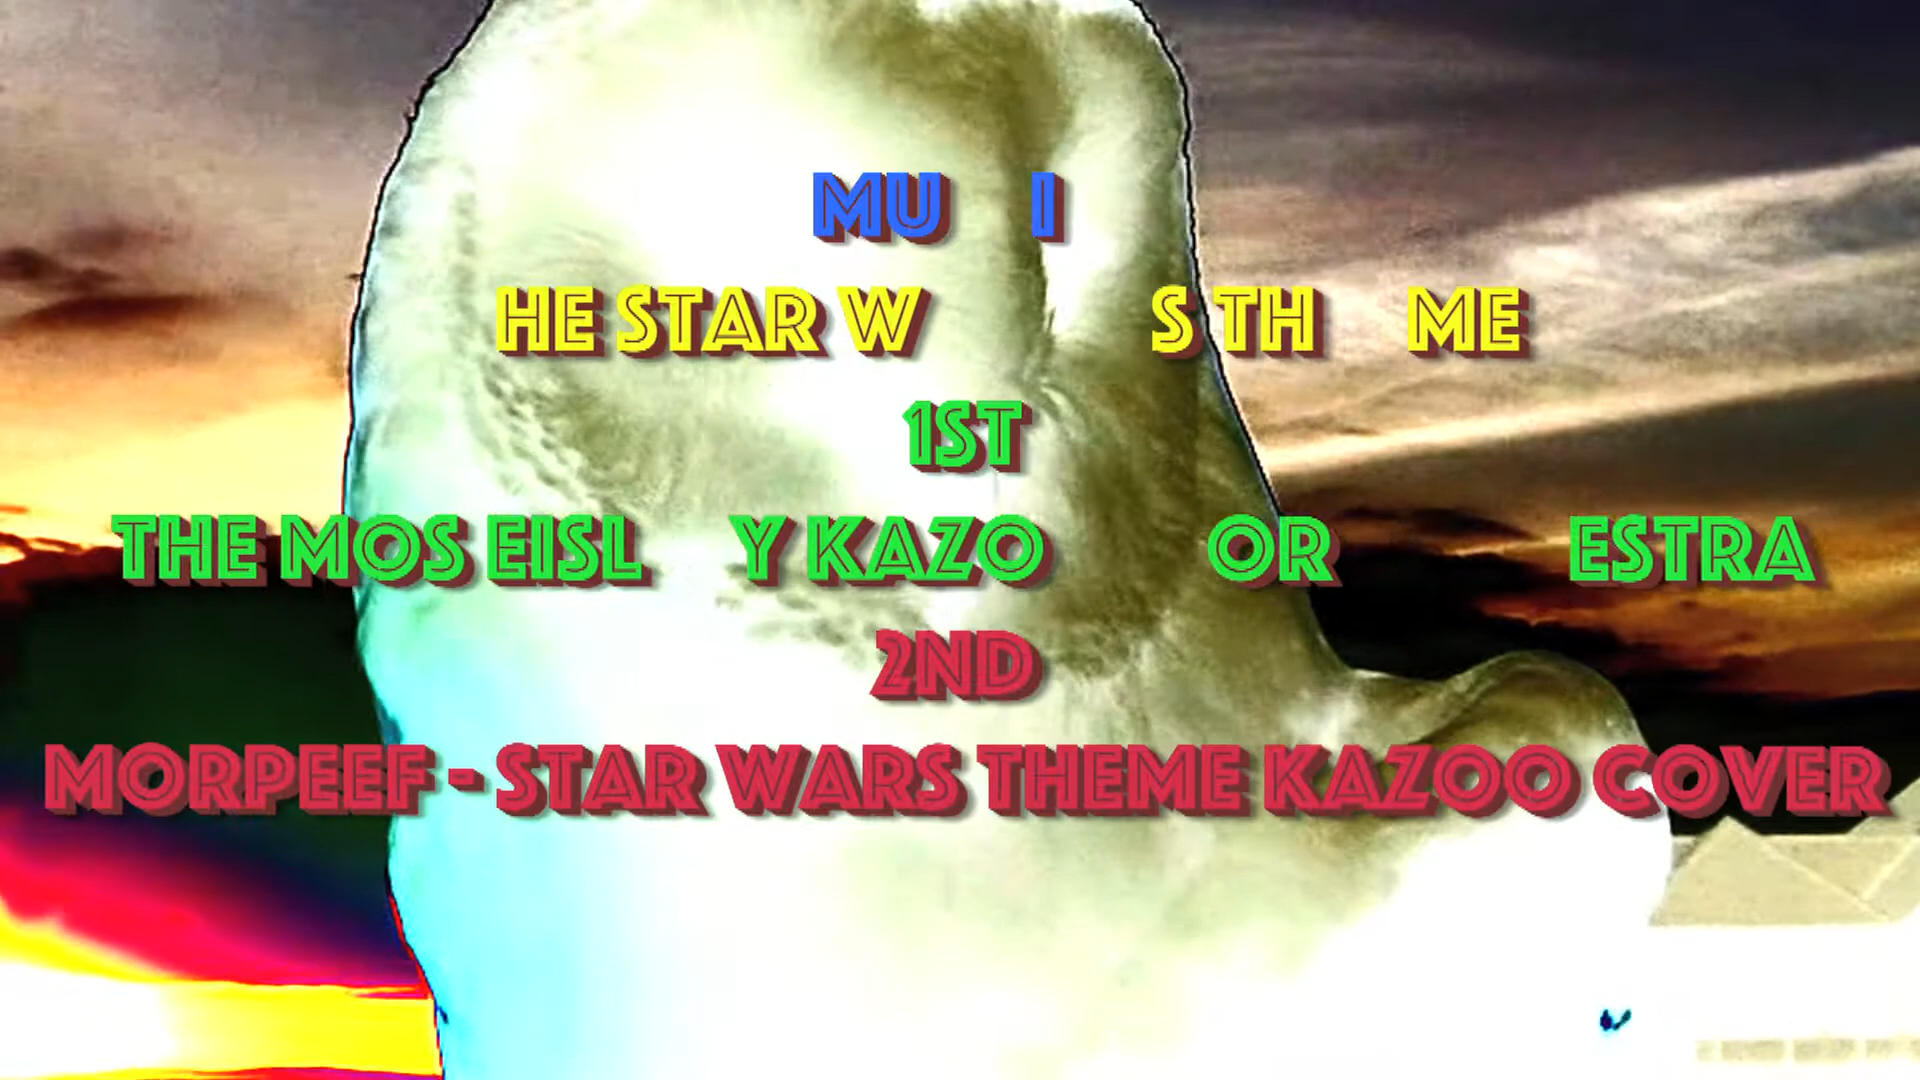 MU I
HE STAR W S TH ME
1ST
THE MOS EISL Y KAZO OR ESTRA
2ND
MORPEEF - STAR WARS THEME KAZOO COVER